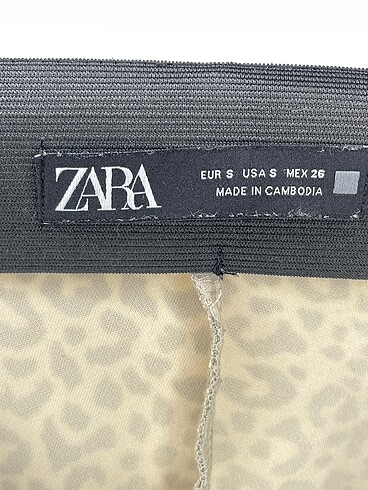 ZARA
EUR S USA S MEX 26
MADE IN CAMBODIA